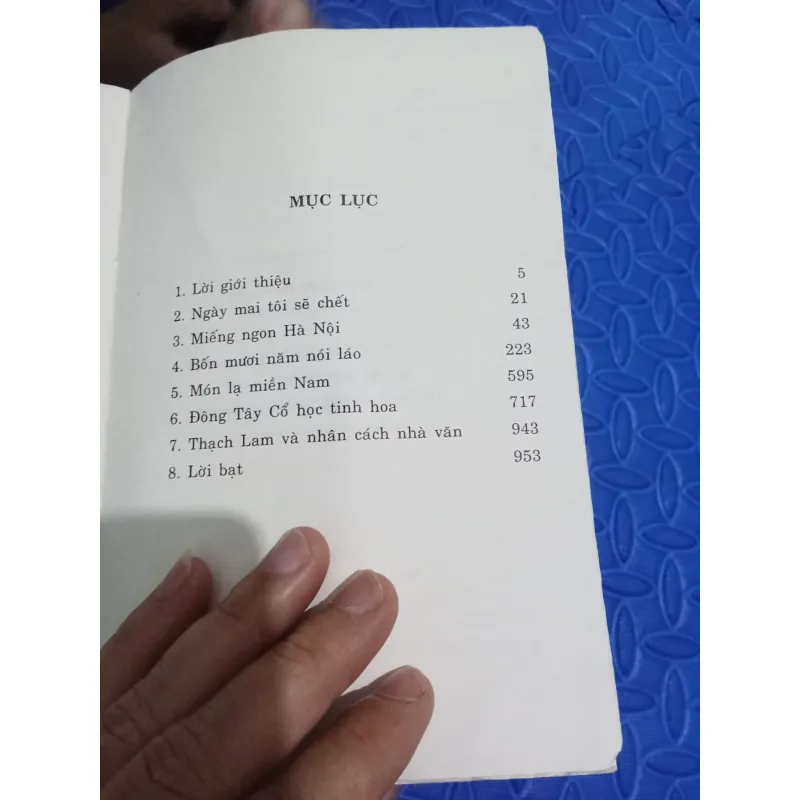 MỤC LỤC
1. Lời giới thiệu 5
2. Ngày mai tôi sẽ chết 21
3. Miếng ngon Hà Nội 43
4. Bốn mươi năm nói láo 223
5. Món lạ miền Nam 595
6. Đông Tây Cổ học tinh hoa 717
7. Thạch Lam và nhân cách nhà văn 943
8. Lời bạt 953